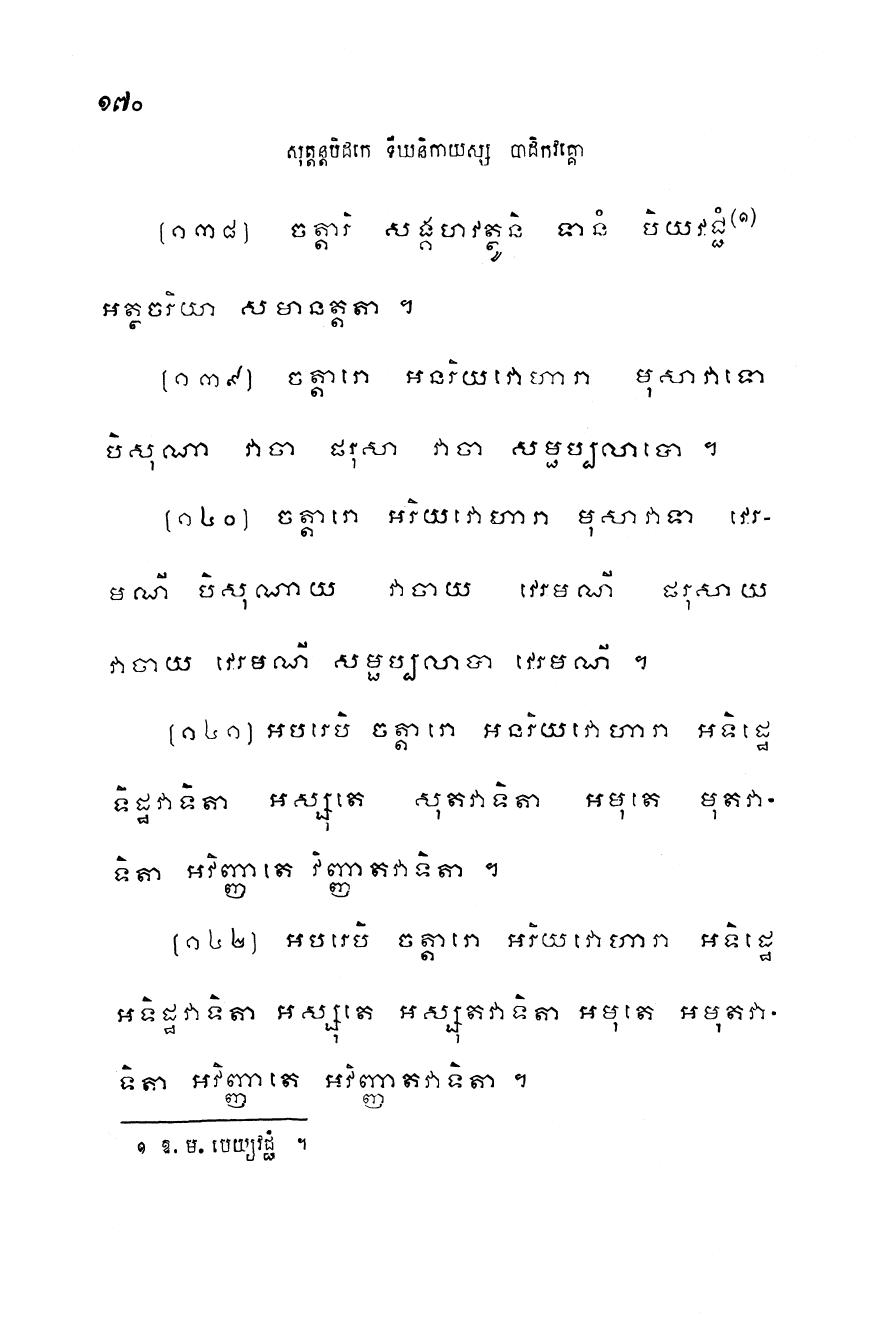 ១៧០
សុត្តន្តបិដកេ ទីឃនិកាយស្ស បាដិកវគ្គោ
(១៣៨) ចត្តារិ សង្គហវត្ថូនិ ទានំ បិយវជ្ជំ(១)
អត្ថចរិយា សមានត្តតា ។
(១៣៩) ចត្តារោ អនរិយវោហារា មុសាវាទោ
បិសុណា វាចា ផរុសា វាចា សម្ផប្បលាបោ ។
(១៤០) ចត្តារោ អរិយវោហារា មុសាវាទា វេរ-
មណី បិសុណាយ វាចាយ វេរមណី ផរុសាយ
វាចាយ វេរមណី សម្ផប្បលាបា វេរមណី ។
(១៤១) អបរេបិ ចត្តារោ អនរិយវោហារា អទិដ្ឋេ
ទិដ្ឋវាទិតា អស្សុតេ សុតវាទិតា អមុតេ មុតវា-
ទិតា អវិញ្ញាតេ វិញ្ញាតវាទិតា ។
(១៤២) អបរេបិ ចត្តារោ អរិយវោហារា អទិដ្ឋេ
អទិដ្ឋវាទិតា អស្សុតេ អស្សុតវាទិតា អមុតេ អមុតវា-
ទិតា អវិញ្ញាតេ អវិញ្ញាតវាទិតា ។
១ ឱ. ម. បេយ្យវជ្ជំ ។